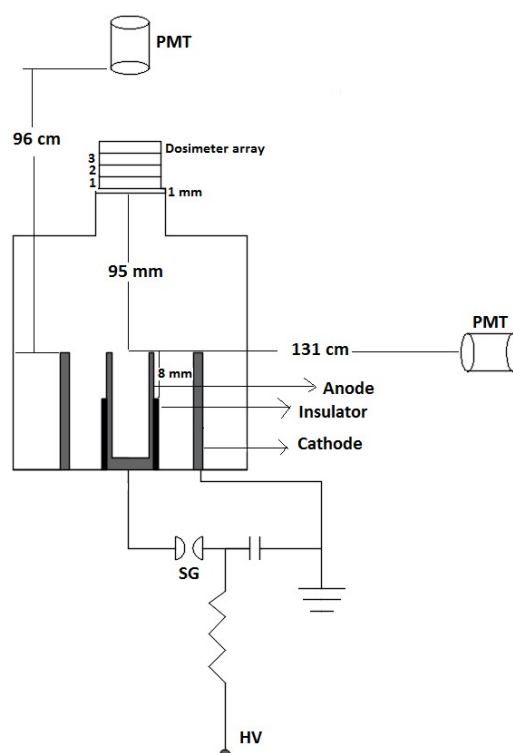 PMT
96 cm
Dosimeter array
3
2
1
1 mm
95 mm
PMT
131 cm
8 mm
Anode
Insulator
Cathode
SG
HV